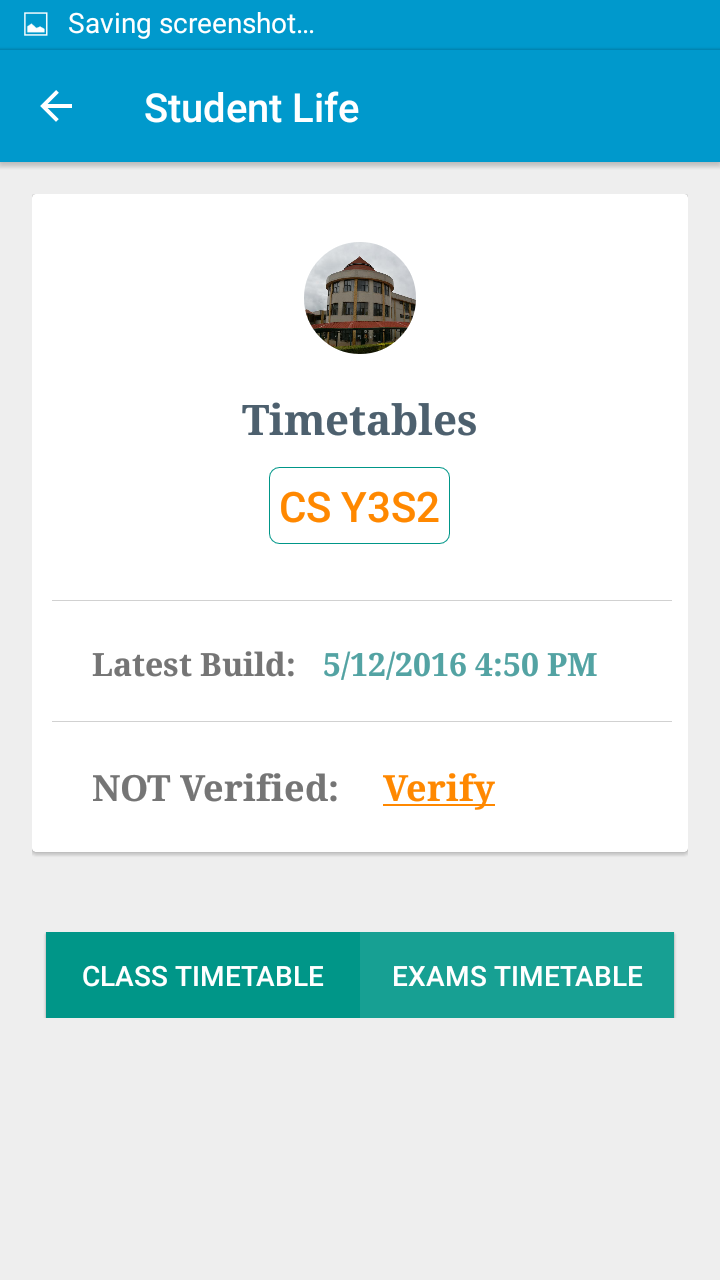 Saving screenshot...
Student Life
Timetables
CS Y3S2
Latest Build: 5/12/2016 4:50 PM
NOT Verified: Verify
CLASS TIMETABLE EXAMS TIMETABLE